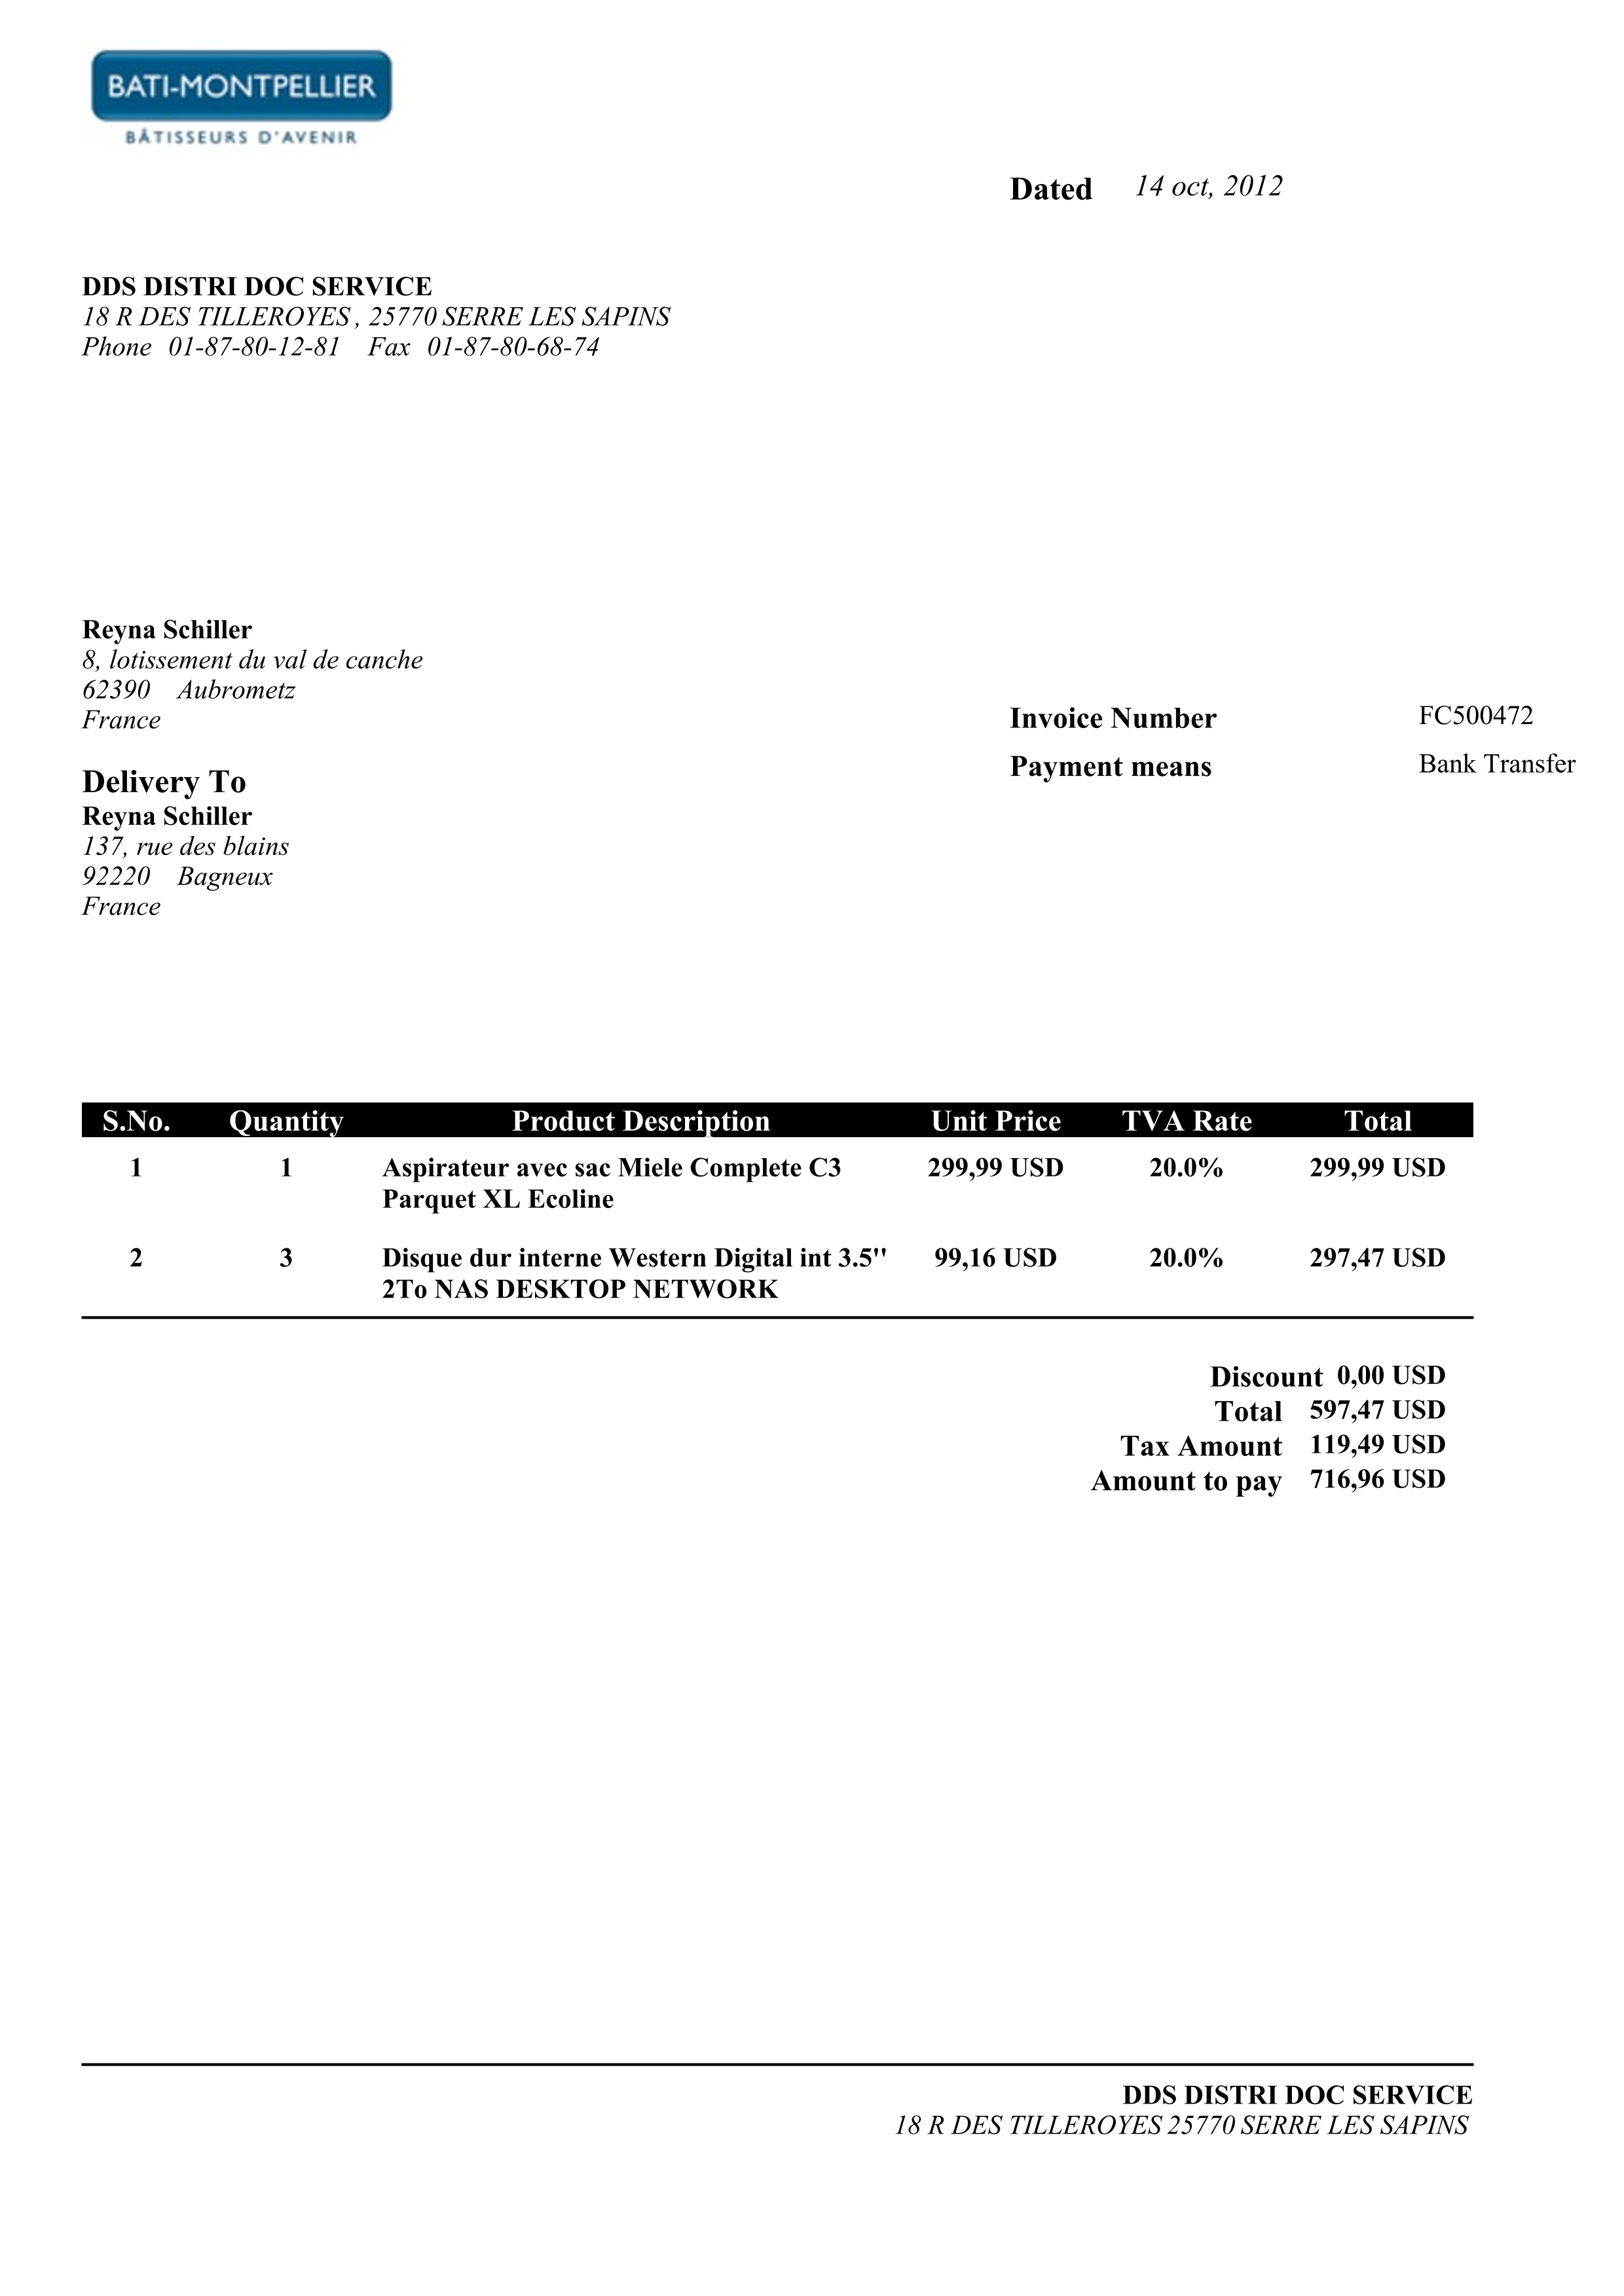 BATI-MONTPELLIER
BÂTISSEURS D'AVENIR
Dated 14 oct, 2012
DDS DISTRI DOC SERVICE
18 R DES TILLEROYES , 25770 SERRE LES SAPINS
Phone 01-87-80-12-81 Fax 01-87-80-68-74
Reyna Schiller
8, lotissement du val de canche
62390 Aubrometz
France
Invoice Number FC500472
Payment means Bank Transfer
Delivery To
Reyna Schiller
137, rue des blains
92220 Bagneux
France
S.No. Quantity Product Description Unit Price TVA Rate Total
1 1 Aspirateur avec sac Miele Complete C3 299,99 USD 20.0% 299,99 USD
Parquet XL Ecoline
2 3 Disque dur interne Western Digital int 3.5'' 99,16 USD 20.0% 297,47 USD
2To NAS DESKTOP NETWORK
Discount 0,00 USD
Total 597,47 USD
Tax Amount 119,49 USD
Amount to pay 716,96 USD
DDS DISTRI DOC SERVICE
18 R DES TILLEROYES 25770 SERRE LES SAPINS